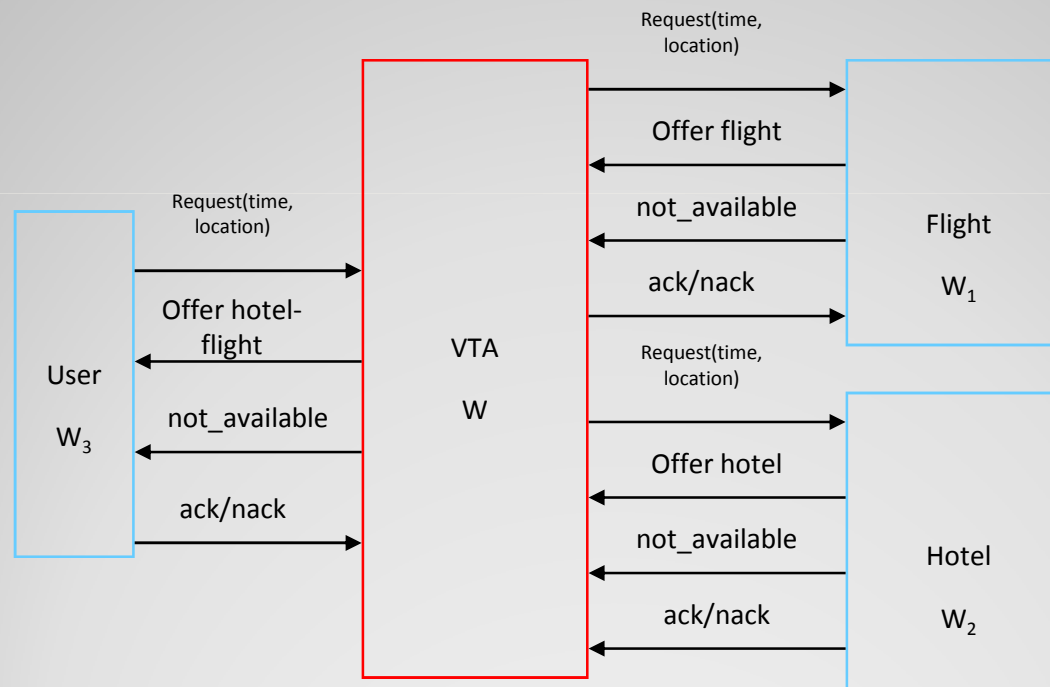 Request(time,
location)
Offer flight
not_available
ack/nack
Flight
W₁
Request(time,
location)
Offer hotel-
flight
not_available
ack/nack
User
W₃
VTA
W
Request(time,
location)
Offer hotel
not_available
ack/nack
Hotel
W₂